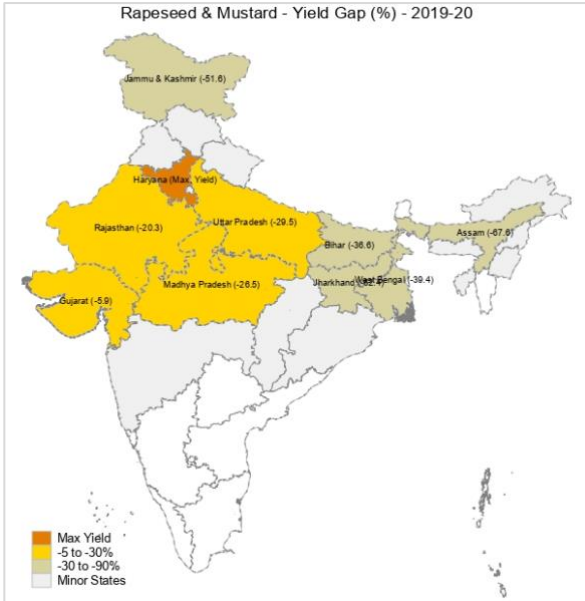 Rapeseed & Mustard - Yield Gap (%) - 2019-20
Jammu & Kashmir (-51.6)
Haryana (Max. Yield)
Rajasthan (-20.3)
Uttar Pradesh (-29.5)
Assam (-67.6)
Bihar (-36.6)
Gujarat (-5.9)
Madhya Pradesh (-26.5)
Jharkhand
West Bengal (-39.4)
Max Yield
-5 to -30%
-30 to -90%
Minor States